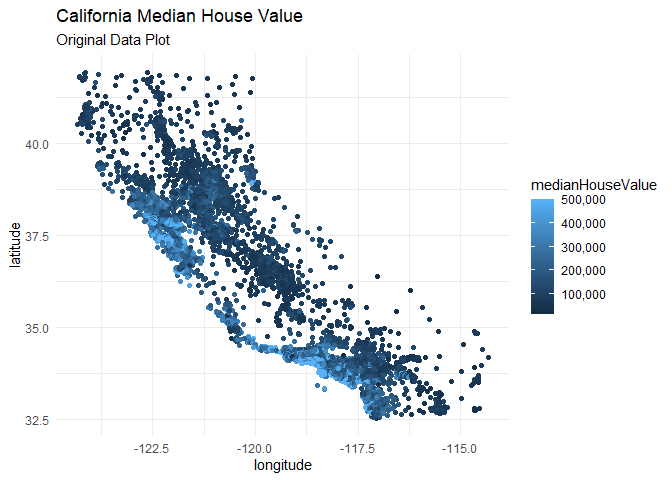 California Median House Value
Original Data Plot
latitude
40.0
37.5
35.0
32.5
-122.5
-120.0
-117.5
-115.0
longitude
medianHouseValue
500,000
400,000
300,000
200,000
100,000